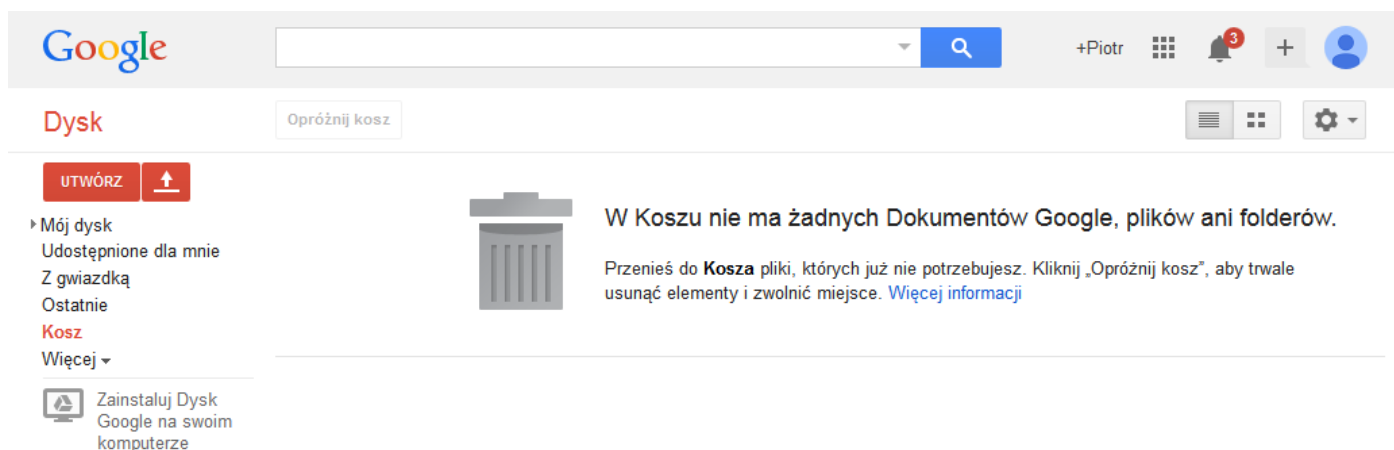 Google
+Piotr
3
+
Dysk
Opróżnij kosz
UTWÓRZ
Mój dysk
Udostępnione dla mnie
Z gwiazdką
Ostatnie
Kosz
Więcej
Zainstaluj Dysk
Google na swoim
komputerze
W Koszu nie ma żadnych Dokumentów Google, plików ani folderów.
Przenieś do Kosza pliki, których już nie potrzebujesz. Kliknij „Opróżnij kosz”, aby trwale
usunąć elementy i zwolnić miejsce. Więcej informacji